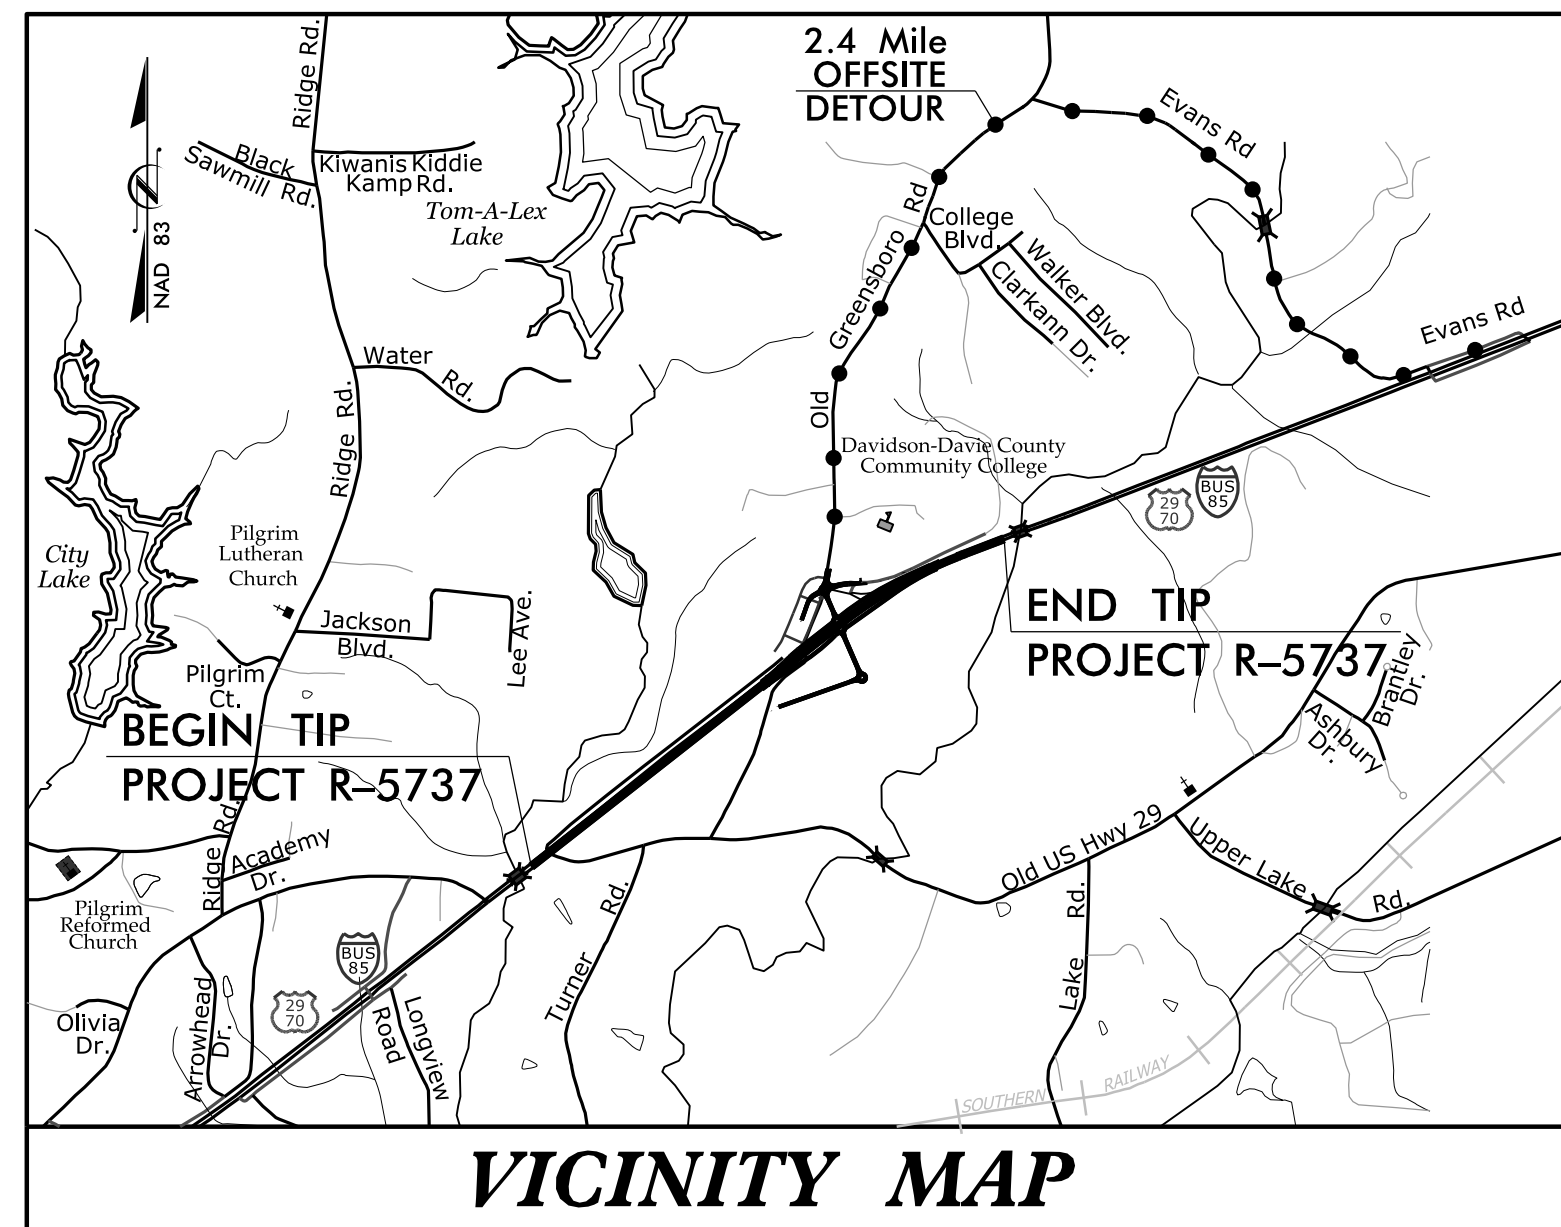 2.4 Mile
OFFSITE
DETOUR
Ridge Rd.
Black
Sawmill Rd.
Kiwanis Kiddie
Kamp Rd.
Tom-A-Lex
Lake
NAD 83
Evans Rd
College
Blvd.
Walker Blvd.
Clarkann Dr.
Old Greensboro Rd
Evans Rd
Water Rd.
Ridge Rd.
Davidson-Davie County
Community College
29
70
BUS
85
City
Lake
Pilgrim
Lutheran
Church
Jackson
Blvd.
Lee Ave.
Pilgrim
Ct.
END TIP
PROJECT R–5737
Brantley
Dr.
Ashbury
Dr.
BEGIN TIP
PROJECT R–5737
Ridge Rd.
Academy
Dr.
Old US Hwy 29
Upper Lake Rd.
Pilgrim
Reformed
Church
Turner Rd.
Lake Rd.
BUS
85
29
70
Olivia
Dr.
Arrowhead
Dr.
Longview
Road
SOUTHERN RAILWAY
VICINITY MAP